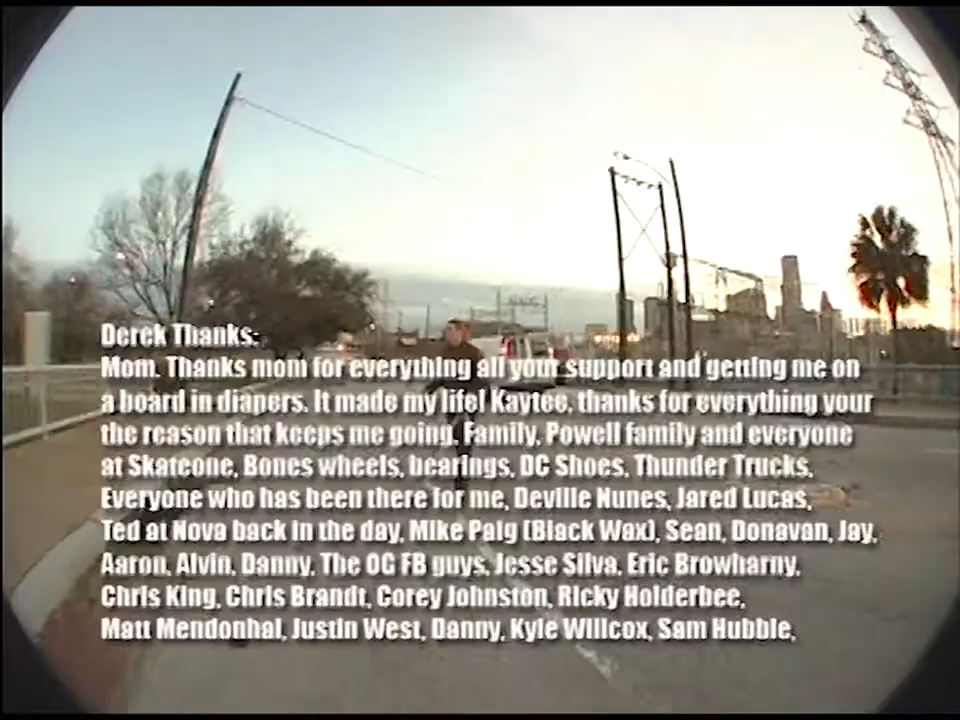 Derek Thanks:
Mom. Thanks mom for everything all your support and getting me on
a board in diapers. It made my life! Kaytee, thanks for everything your
the reason that keeps me going. Family, Powell family and everyone
at Skateone, Bones wheels, bearings, DC Shoes, Thunder Trucks,
Everyone who has been there for me, Deville Nunes, Jared Lucas,
Ted at Nova back in the day, Mike Paig (Black Wax), Sean, Donavan, Jay,
Aaron, Alvin, Danny, The OG FB guys, Jesse Silva, Eric Browharny,
Chris King, Chris Brandt, Corey Johnston, Ricky Holderbee,
Matt Mendonhal, Justin West, Danny, Kyle Willcox, Sam Hubble,